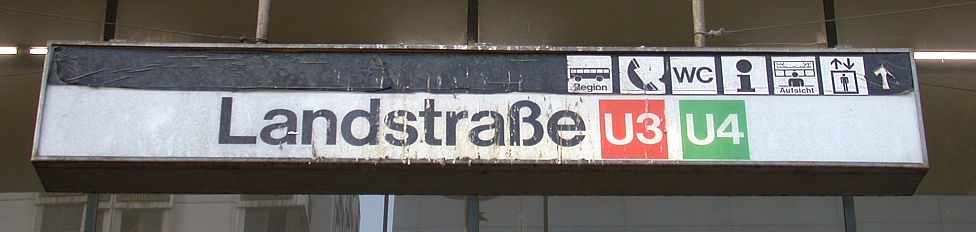 Region WC i Aufsicht
Landstraße U3 U4